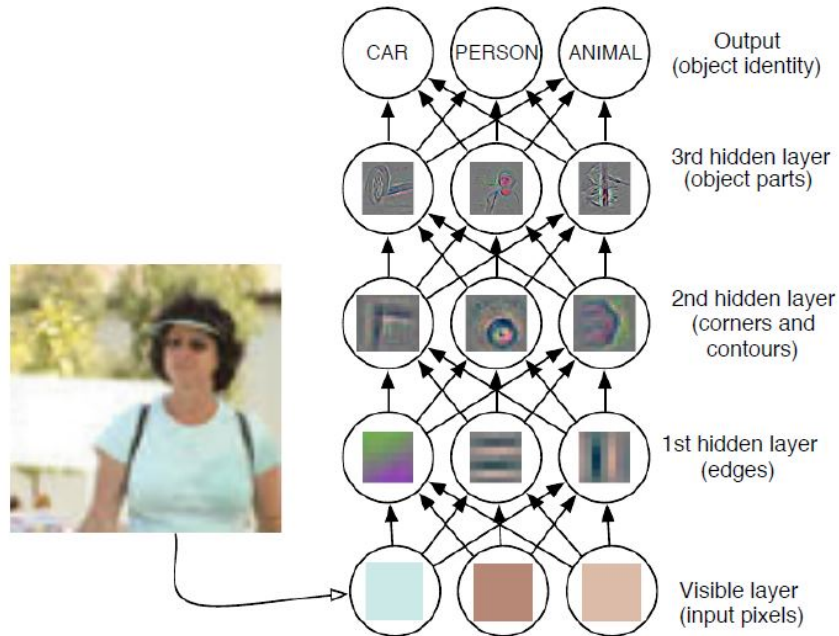 CAR PERSON ANIMAL
Output
(object identity)
3rd hidden layer
(object parts)
2nd hidden layer
(corners and
contours)
1st hidden layer
(edges)
Visible layer
(input pixels)